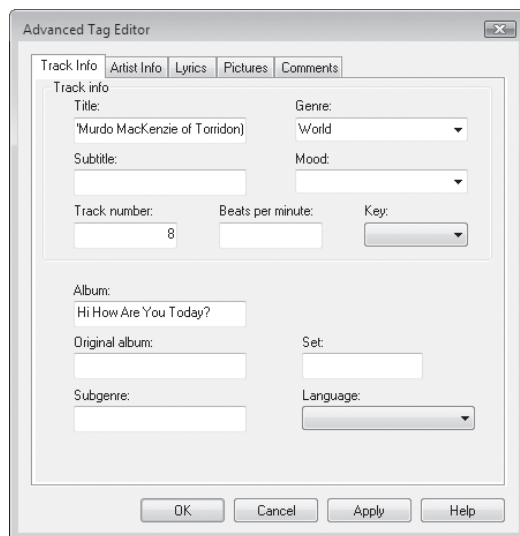 Advanced Tag Editor
Track Info Artist Info Lyrics Pictures Comments
Track info
Title: Genre:
'Murdo MacKenzie of Torridon) World
Subtitle: Mood:
Track number: Beats per minute: Key:
8
Album:
Hi How Are You Today?
Original album: Set:
Subgenre: Language:
OK Cancel Apply Help